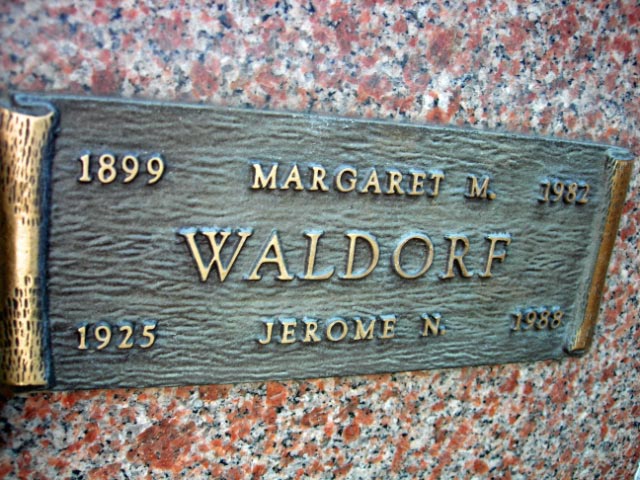 1899 MARGARET M. 1982
WALDORF
1925 JEROME N. 1988